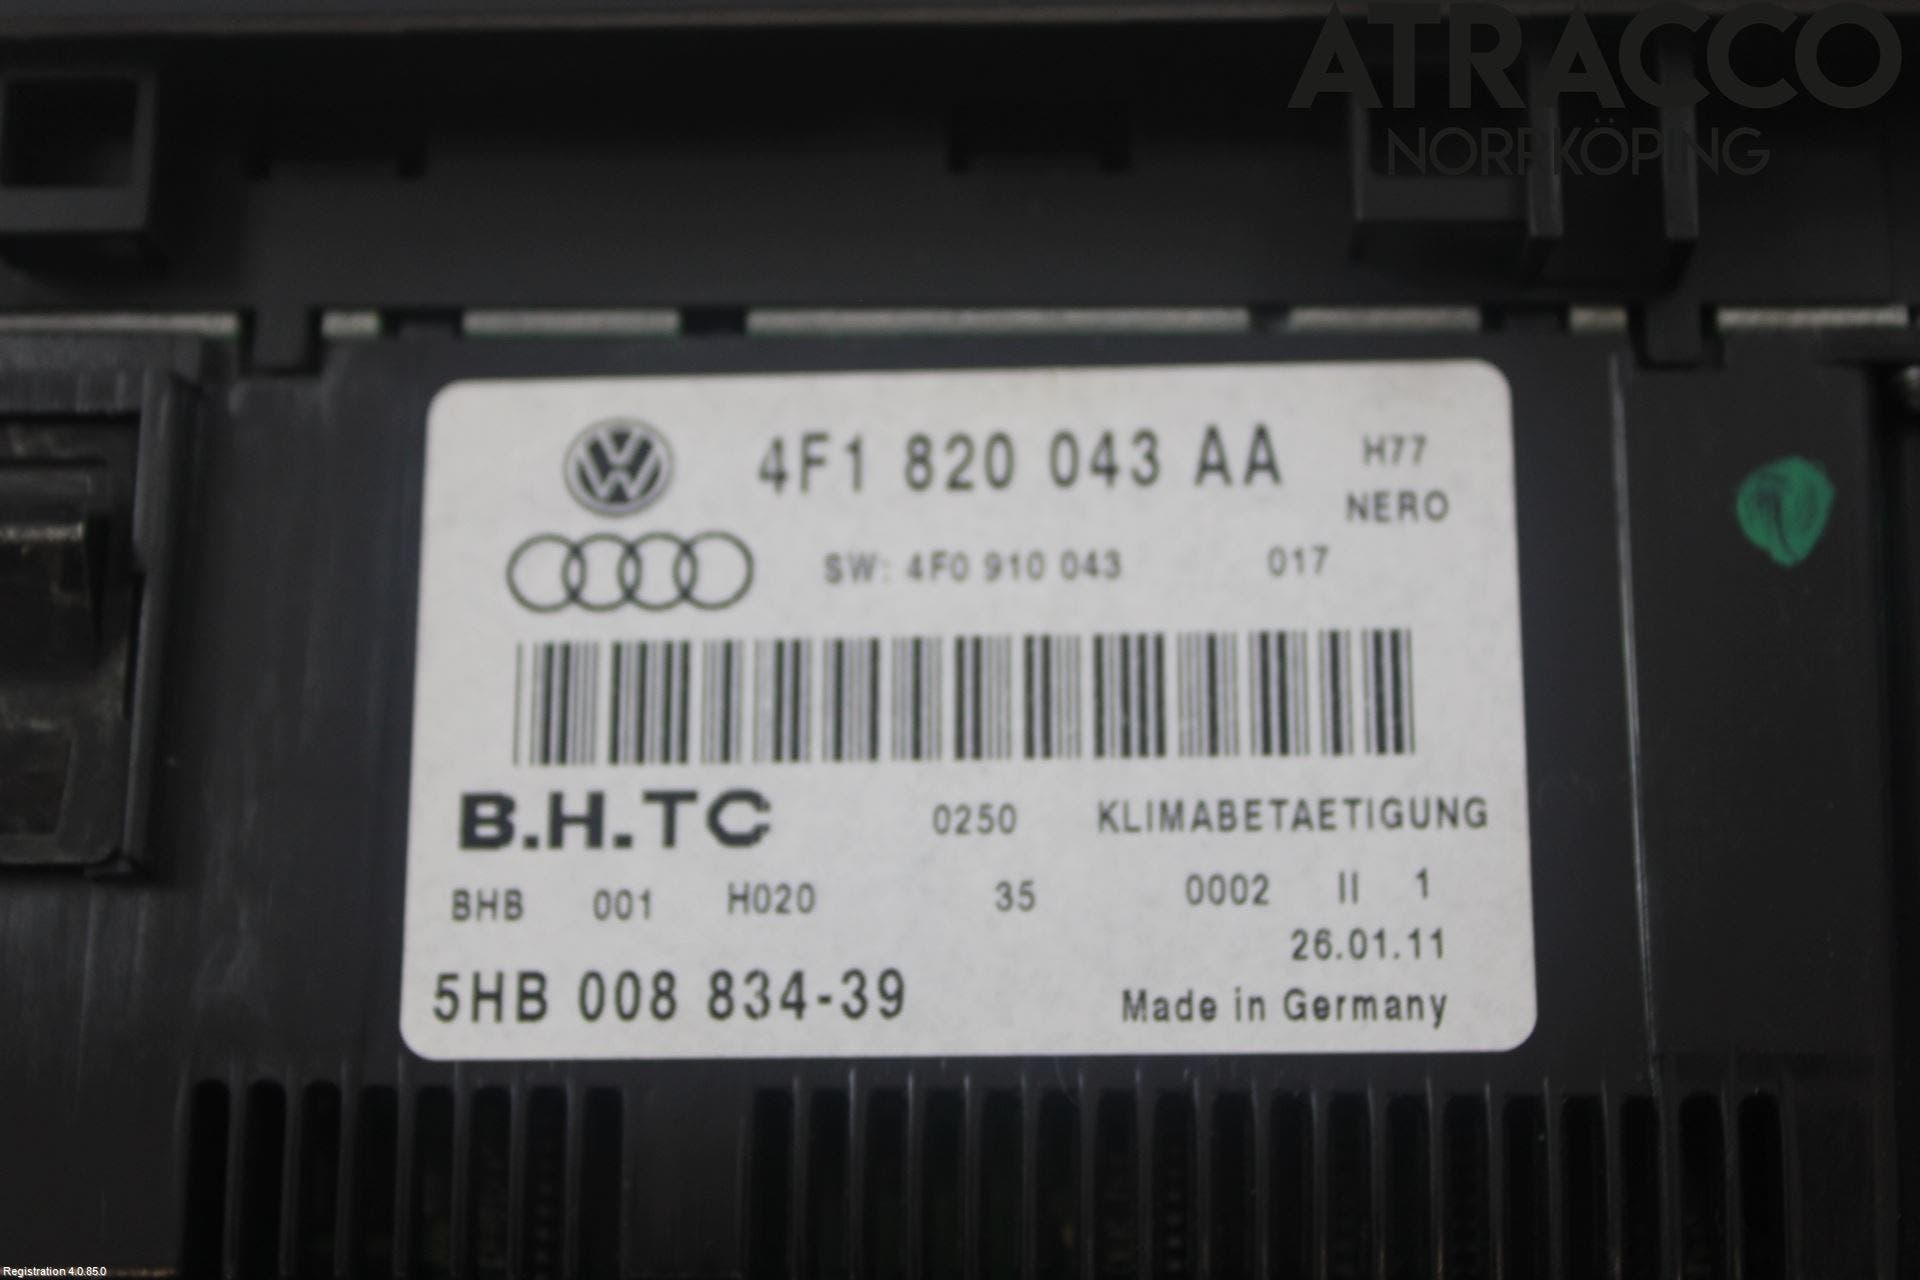 ATRACCO
NORRKÖPING
4F1 820 043 AA H77
NERO
SW: 4F0 910 043 017
B.H.TC 0250 KLIMABETAETIGUNG
BHB 001 H020 35 0002 II 1
26.01.11
5HB 008 834-39 Made in Germany
Registration 4.0.85.0